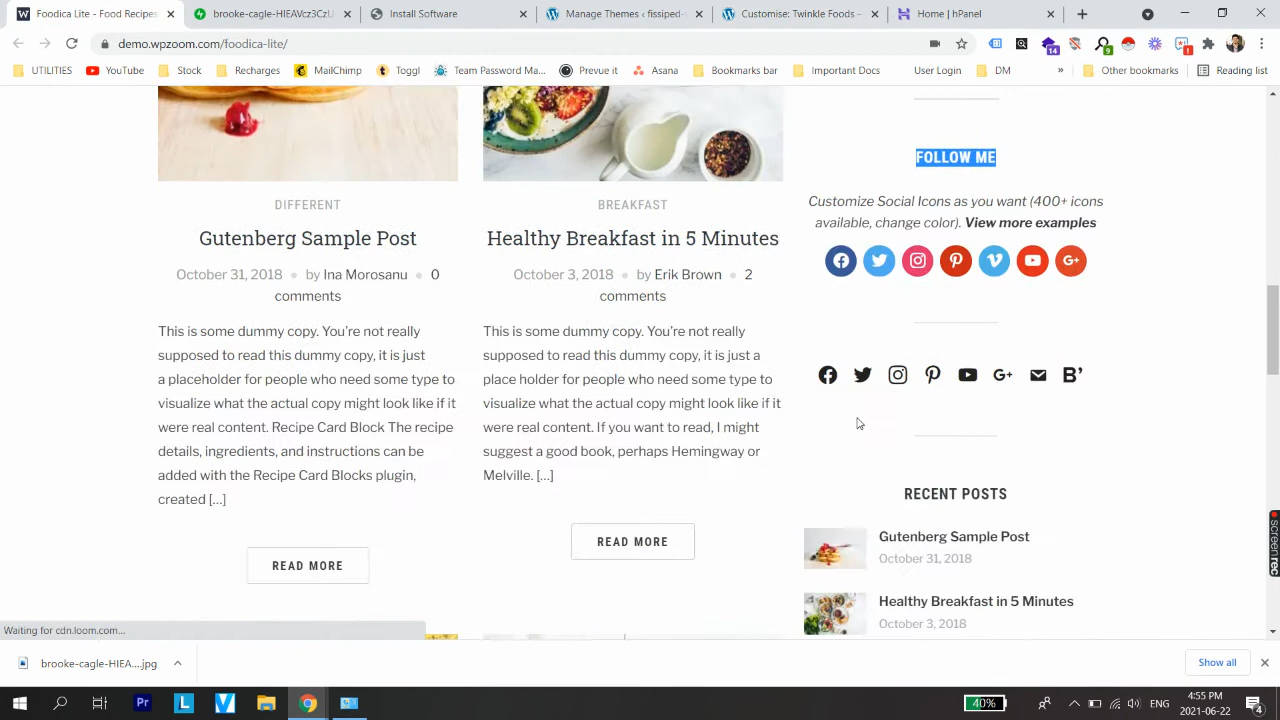 Food Recipes
brooke-cagle-HIEAVcz3CzU
Install Software
Manage Themes ‹ fissiped-
Customise: Twinkle Foods –
| hPanel
demo.wpzoom.com/foodica-lite/
14
9
1
UTILITIES
YouTube
Stock
Recharges
MailChimp
Toggl
Team Password Ma...
Prevue it
Asana
Bookmarks bar
Important Docs
User Login
DM
»
Other bookmarks
Reading list
DIFFERENT
Gutenberg Sample Post
October 31, 2018 by Ina Morosanu 0
comments
This is some dummy copy. You're not really
supposed to read this dummy copy, it is just
a placeholder for people who need some type to
visualize what the actual copy might look like if it
were real content. Recipe Card Block The recipe
details, ingredients, and instructions can be
added with the Recipe Card Blocks plugin,
created […]
READ MORE
BREAKFAST
Healthy Breakfast in 5 Minutes
October 3, 2018 by Erik Brown 2
comments
This is some dummy copy. You're not really
supposed to read this dummy copy, it is just a
place holder for people who need some type to
visualize what the actual copy might look like if it
were real content. If you want to read, I might
suggest a good book, perhaps Hemingway or
Melville. […]
READ MORE
FOLLOW ME
Customize Social Icons as you want (400+ icons
available, change color). View more examples
RECENT POSTS
Gutenberg Sample Post
October 31, 2018
Healthy Breakfast in 5 Minutes
October 3, 2018
screen rec
Waiting for cdn.loom.com...
brooke-cagle-HIEA....jpg
Show all
40%
ENG
4:55 PM
2021-06-22
4